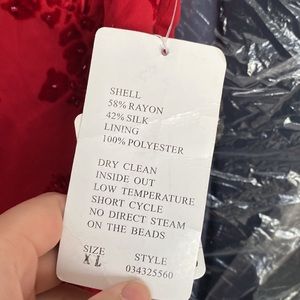 SHELL
58% RAYON
42% SILK
LINING
100% POLYESTER
DRY CLEAN
INSIDE OUT
LOW TEMPERATURE
SHORT CYCLE
NO DIRECT STEAM
ON THE BEADS
SIZE STYLE
XL 034325560